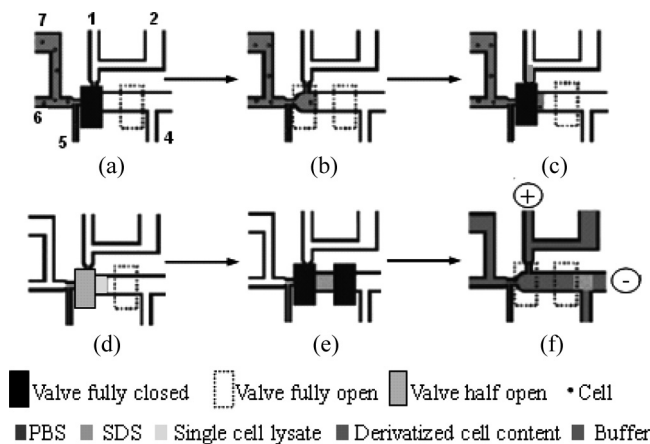 7 1 2
6 5 4
(a) (b) (c)
+
-
(d) (e) (f)
Valve fully closed Valve fully open Valve half open Cell
PBS SDS Single cell lysate Derivatized cell content Buffer